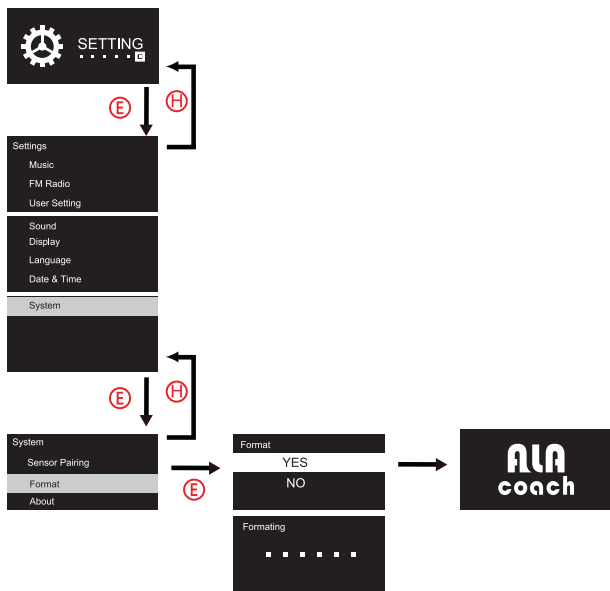 SETTING
C
E
H
Settings
Music
FM Radio
User Setting
Sound
Display
Language
Date & Time
System
E
H
System
Sensor Pairing
Format
About
E
Format
YES
NO
Formating
ALA
coach